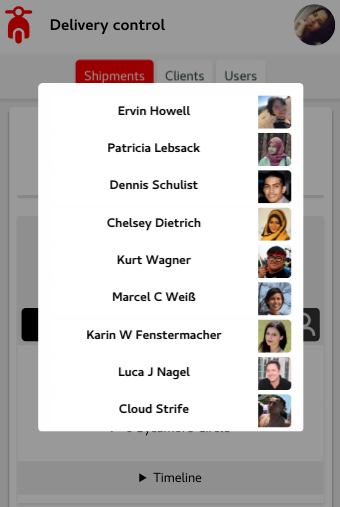 Delivery control
Shipments
Clients
Users
Ervin Howell
Patricia Lebsack
Dennis Schulist
Chelsey Dietrich
Kurt Wagner
Marcel C Weiß
Karin W Fenstermacher
Luca J Nagel
Cloud Strife
▶ Timeline